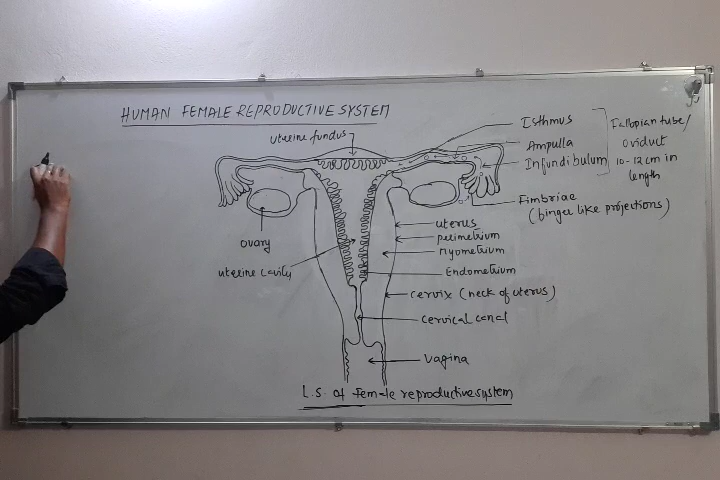 HUMAN FEMALE REPRODUCTIVE SYSTEM
uterine fundus
Isthmus
Ampulla
Infundibulum
Fallopian tube/
oviduct
10-12 cm in
length
Fimbriae
(binger like projections)
ovary
uterine cavity
uterus
perimetrium
Myometrium
Endometrium
cervix (neck of uterus)
cervical canal
vagina
L.S. of Female reproductive system